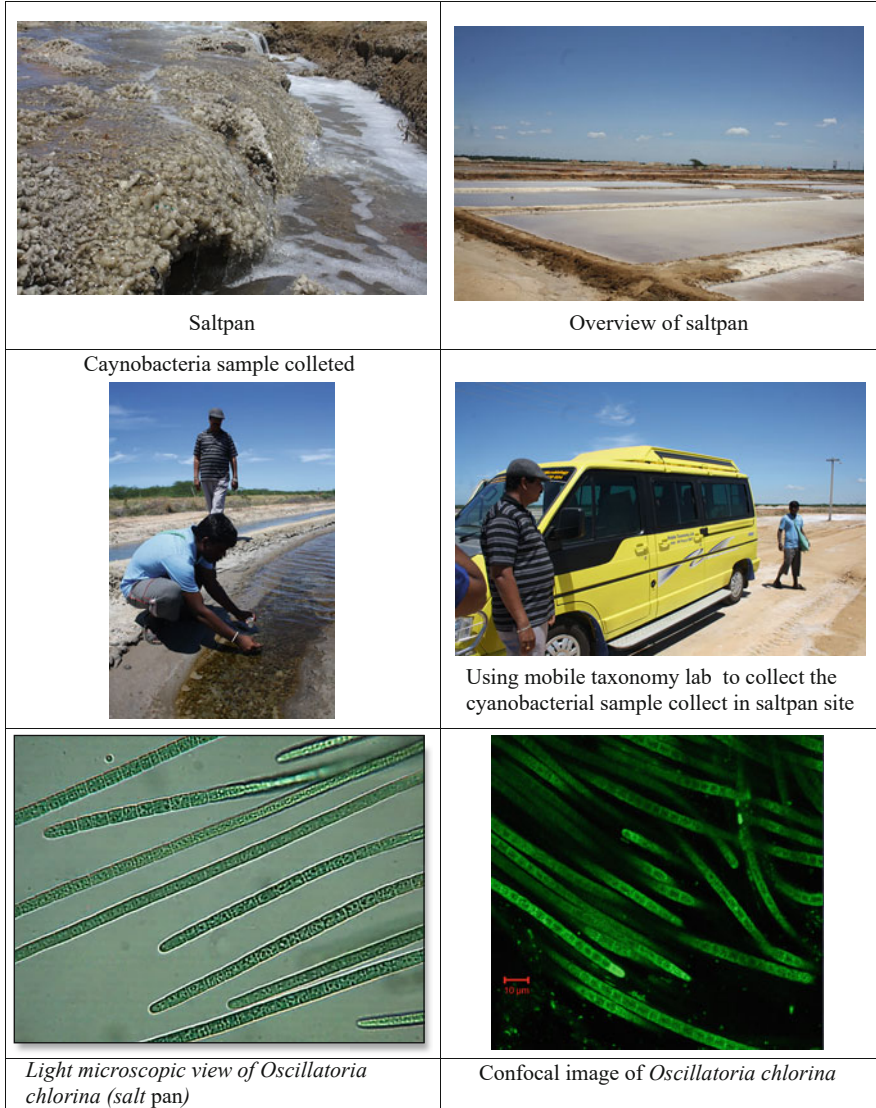 Saltpan
Overview of saltpan
Caynobacteria sample colleted
Using mobile taxonomy lab to collect the
cyanobacterial sample collect in saltpan site
10 µm
Light microscopic view of Oscillatoria
chlorina (salt pan)
Confocal image of Oscillatoria chlorina